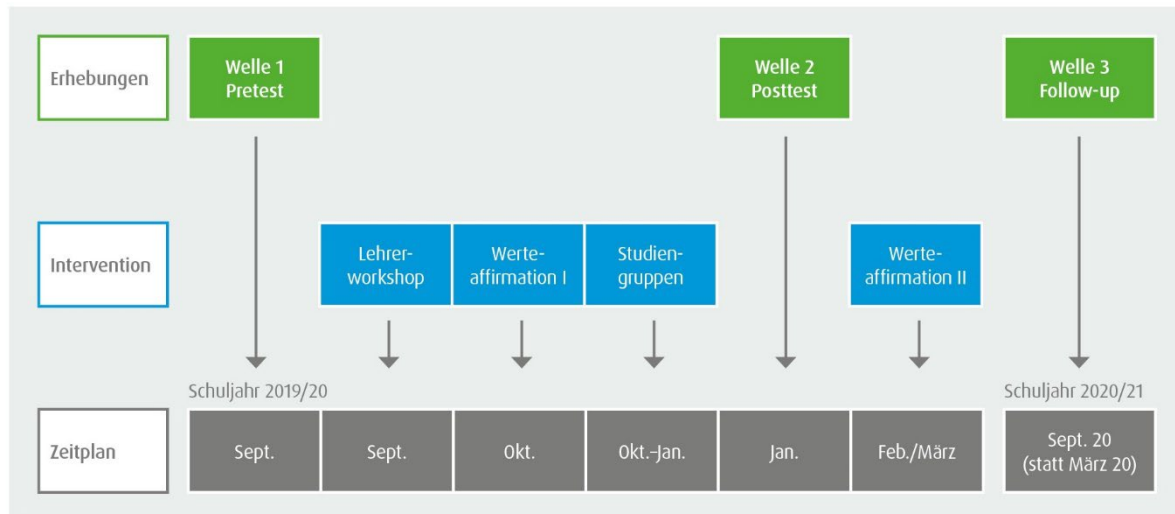 Erhebungen
Welle 1
Pretest
Welle 2
Posttest
Welle 3
Follow-up
Intervention
Lehrer-
workshop
Werte-
affirmation I
Studien-
gruppen
Werte-
affirmation II
Schuljahr 2019/20
Schuljahr 2020/21
Zeitplan
Sept.
Sept.
Okt.
Okt.–Jan.
Jan.
Feb./März
Sept. 20
(statt März 20)